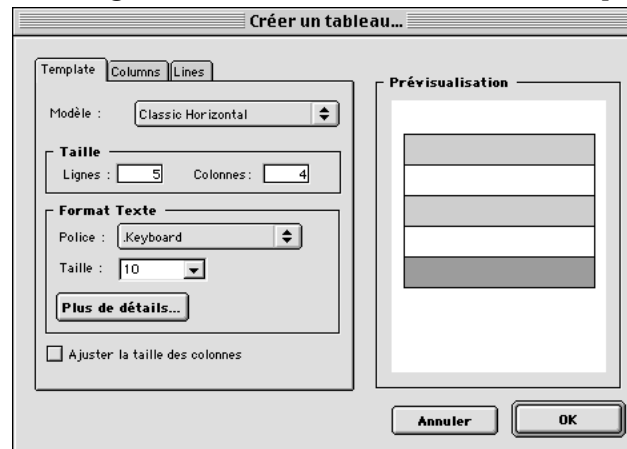 Créer un tableau...
Template Columns Lines
Modèle : Classic Horizontal
Taille
Lignes : 5 Colonnes: 4
Format Texte
Police : .Keyboard
Taille : 10
Plus de détails...
Ajuster la taille des colonnes
Prévisualisation
Annuler OK